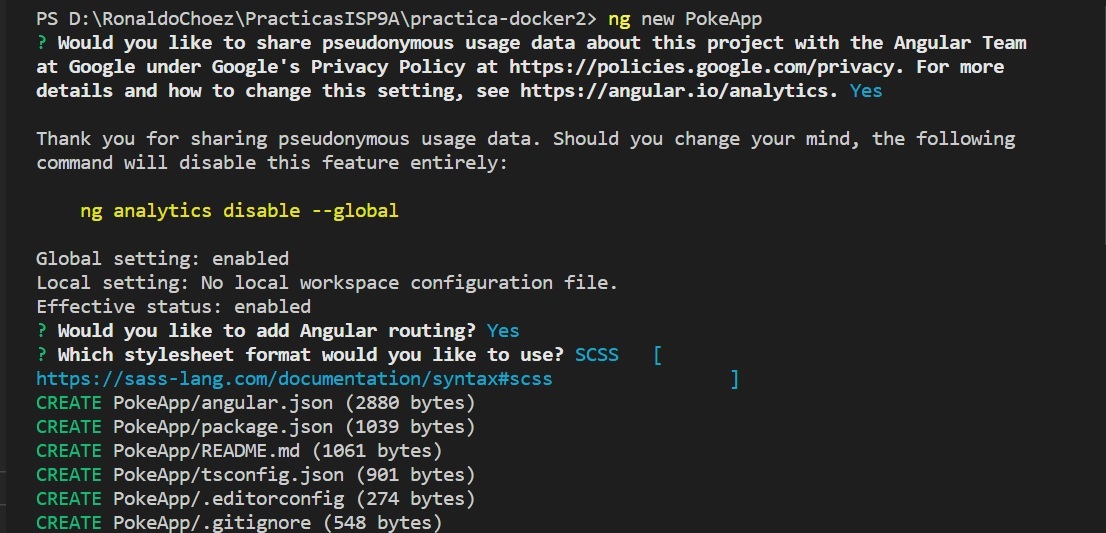 PS D:\RonaldoChoez\PracticasISP9A\practica-docker2> ng new PokeApp
? Would you like to share pseudonymous usage data about this project with the Angular Team
at Google under Google's Privacy Policy at https://policies.google.com/privacy. For more
details and how to change this setting, see https://angular.io/analytics. Yes
Thank you for sharing pseudonymous usage data. Should you change your mind, the following
command will disable this feature entirely:
ng analytics disable --global
Global setting: enabled
Local setting: No local workspace configuration file.
Effective status: enabled
? Would you like to add Angular routing? Yes
? Which stylesheet format would you like to use? SCSS [
https://sass-lang.com/documentation/syntax#scss ]
CREATE PokeApp/angular.json (2880 bytes)
CREATE PokeApp/package.json (1039 bytes)
CREATE PokeApp/README.md (1061 bytes)
CREATE PokeApp/tsconfig.json (901 bytes)
CREATE PokeApp/.editorconfig (274 bytes)
CREATE PokeApp/.gitignore (548 bytes)